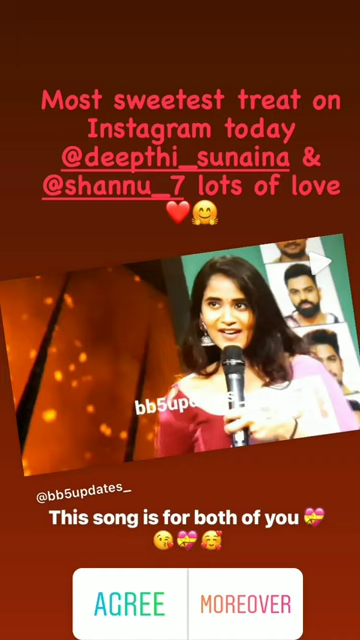 Most sweetest treat on
Instagram today
@deepthi_sunaina &
@shannu_7 lots of love
❤️🤗
@bb5updates_
This song is for both of you 💝
😘💝🥰
AGREE MOREOVER